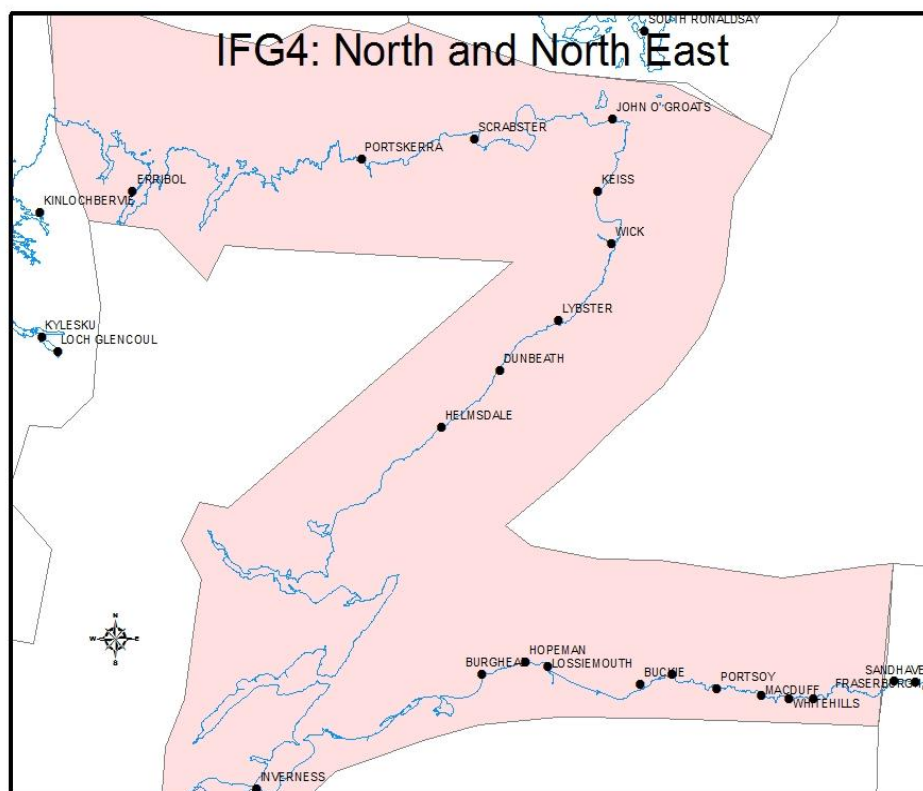 SOUTH RONALDSAY
IFG4: North and North East
JOHN O'GROATS
SCRABSTER
PORTSKERRA
ERRIBOL
KEISS
KINLOCHBERVIE
WICK
LYBSTER
KYLESKU
LOCH GLENCOUL
DUNBEATH
HELMSDALE
N
W E
S
HOPEMAN
BURGHEAD
LOSSIEMOUTH
BUCKIE
PORTSOY
SANDHAVE
FRASERBURGH
MACDUFF
WHITEHILLS
INVERNESS